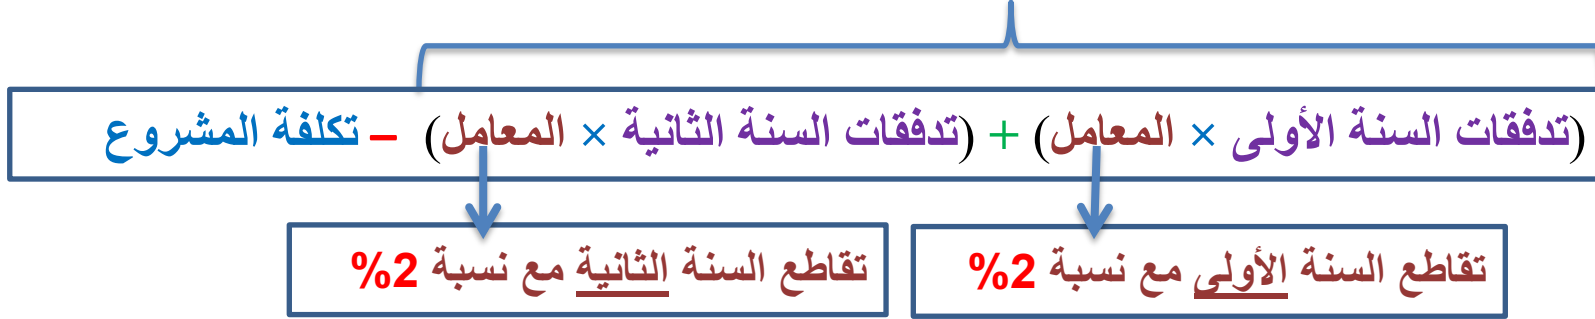 (تدفقات السنة الأولى × المعامل) + (تدفقات السنة الثانية × المعامل) – تكلفة المشروع
تقاطع السنة الأولى مع نسبة 2%
تقاطع السنة الثانية مع نسبة 2%